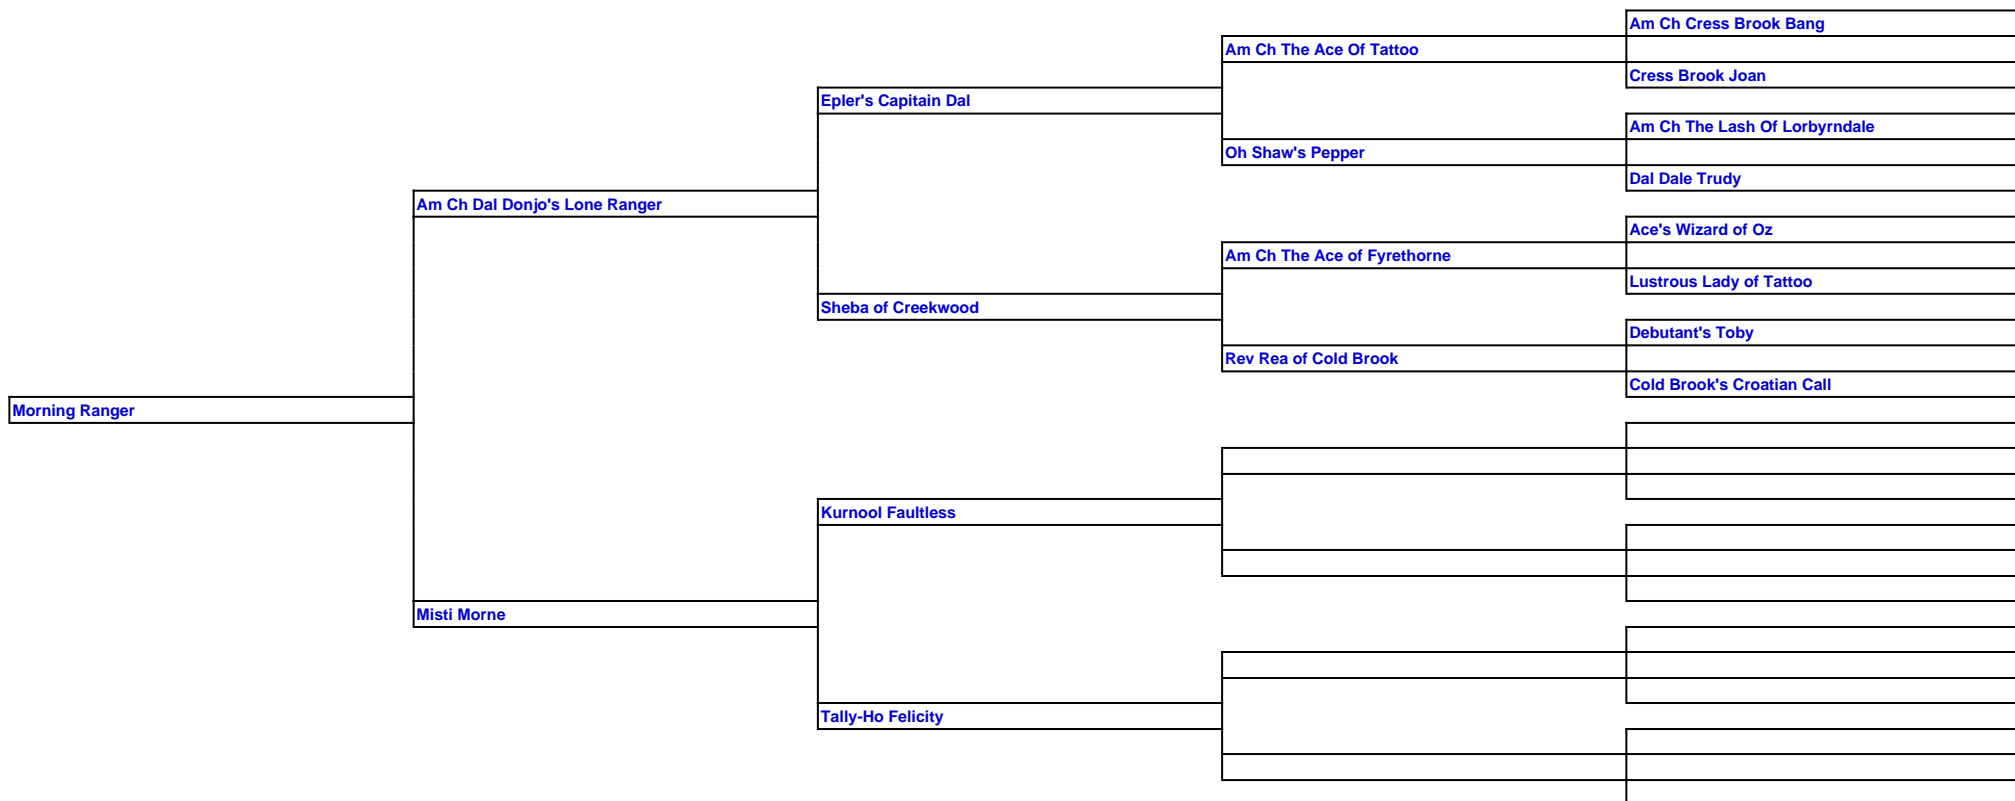 Am Ch Cress Brook Bang
Am Ch The Ace Of Tattoo
Cress Brook Joan
Epler's Capitain Dal
Am Ch The Lash Of Lorbyrndale
Oh Shaw's Pepper
Dal Dale Trudy
Am Ch Dal Donjo's Lone Ranger
Ace's Wizard of Oz
Am Ch The Ace of Fyrethorne
Lustrous Lady of Tattoo
Sheba of Creekwood
Debutant's Toby
Rev Rea of Cold Brook
Cold Brook's Croatian Call
Morning Ranger
Kurnool Faultless
Misti Morne
Tally-Ho Felicity